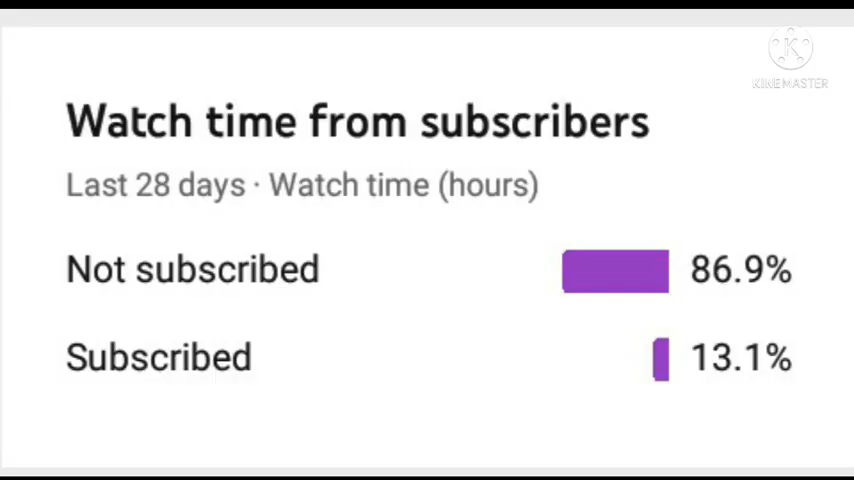 KINEMASTER
Watch time from subscribers
Last 28 days · Watch time (hours)
Not subscribed 86.9%
Subscribed 13.1%